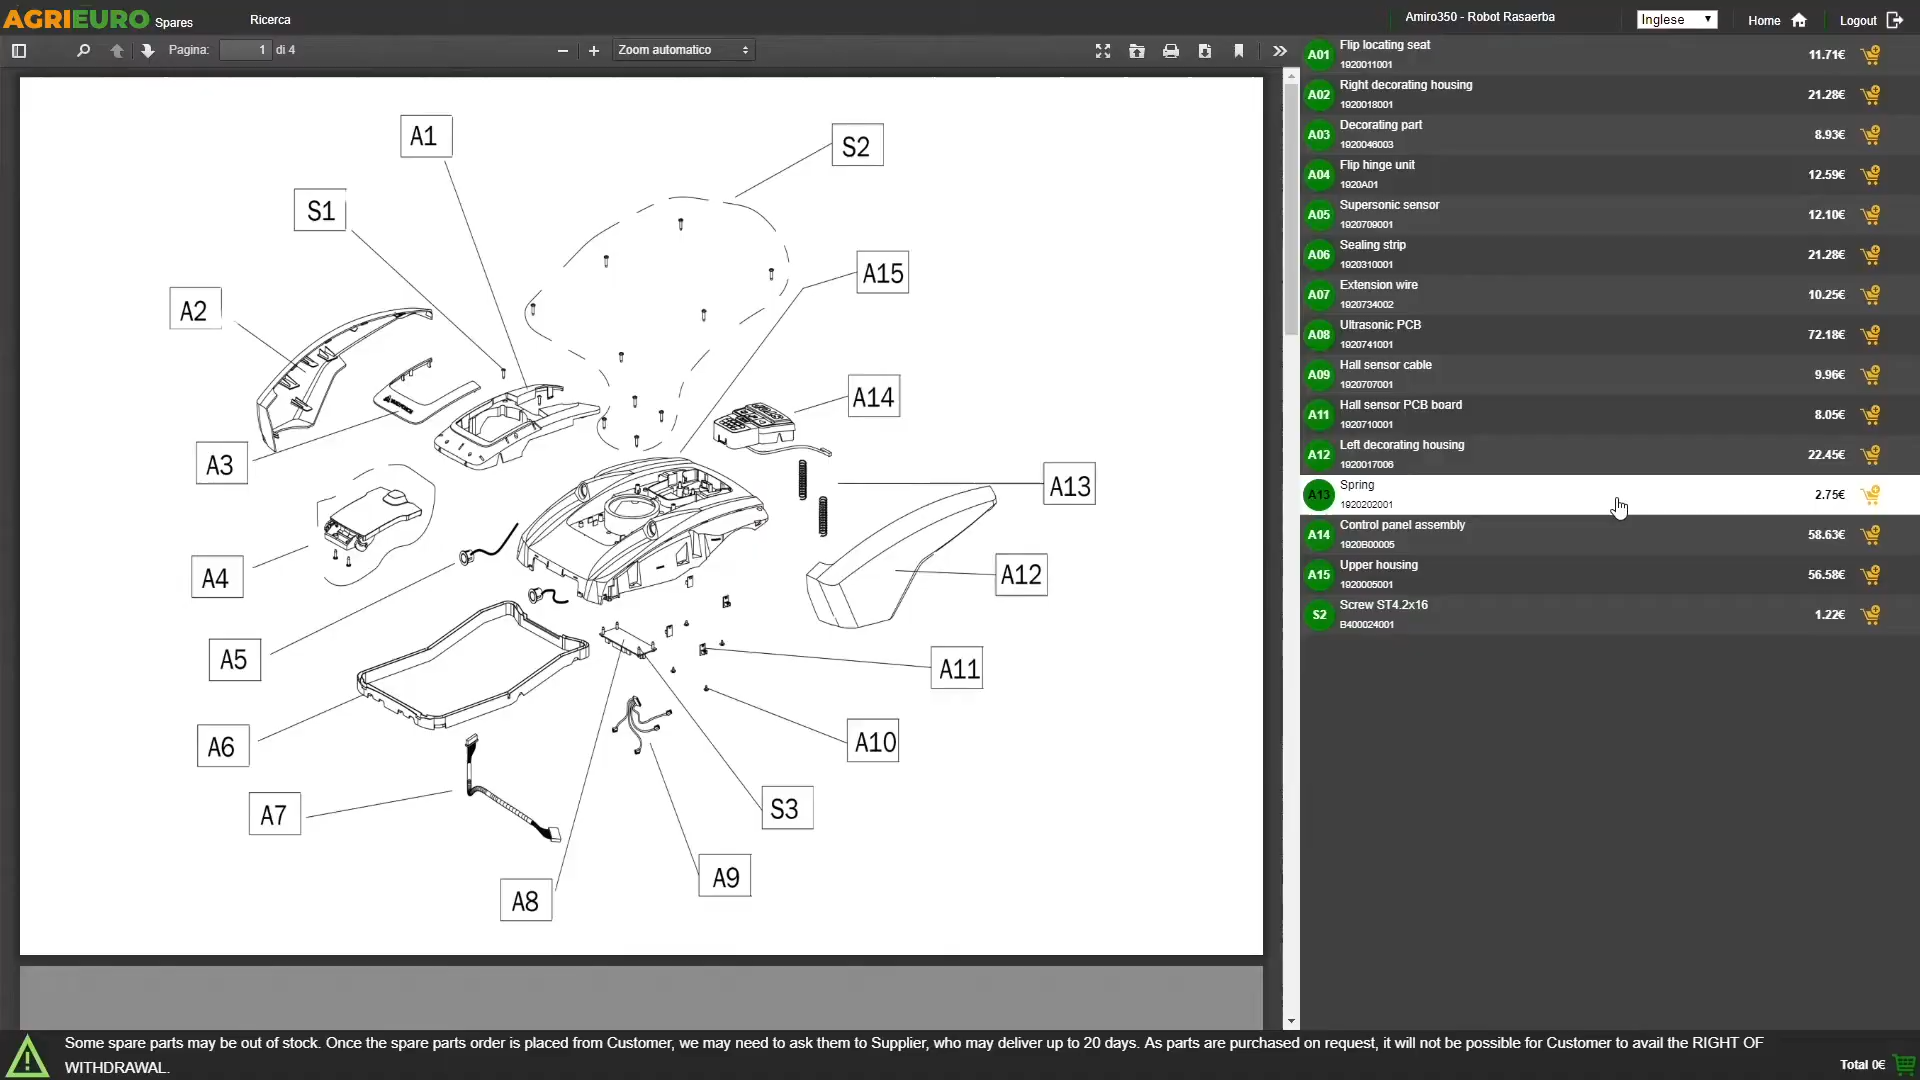 AGRIEURO Spares
Ricerca
Amiro350 - Robot Rasaerba
Inglese
Home
Logout
Pagina: 1 di 4
Zoom automatico
A1
S2
S1
A15
A2
A14
A3
A13
A4
A12
A5
A11
A6
A10
A7
S3
A9
A8
A01 Flip locating seat 11.71€
1920011001
A02 Right decorating housing 21.28€
1920018001
A03 Decorating part 8.93€
1920046003
A04 Flip hinge unit 12.59€
1920A01
A05 Supersonic sensor 12.10€
1920709001
A06 Sealing strip 21.28€
1920310001
A07 Extension wire 10.25€
1920734002
A08 Ultrasonic PCB 72.18€
1920741001
A09 Hall sensor cable 9.96€
1920707001
A11 Hall sensor PCB board 8.05€
1920710001
A12 Left decorating housing 22.45€
1920017006
A13 Spring 2.75€
1920202001
A14 Control panel assembly 58.63€
1920B00005
A15 Upper housing 56.58€
1920005001
S2 Screw ST4.2x16 1.22€
B400024001
Some spare parts may be out of stock. Once the spare parts order is placed from Customer, we may need to ask them to Supplier, who may deliver up to 20 days. As parts are purchased on request, it will not be possible for Customer to avail the RIGHT OF
WITHDRAWAL.
Total 0€